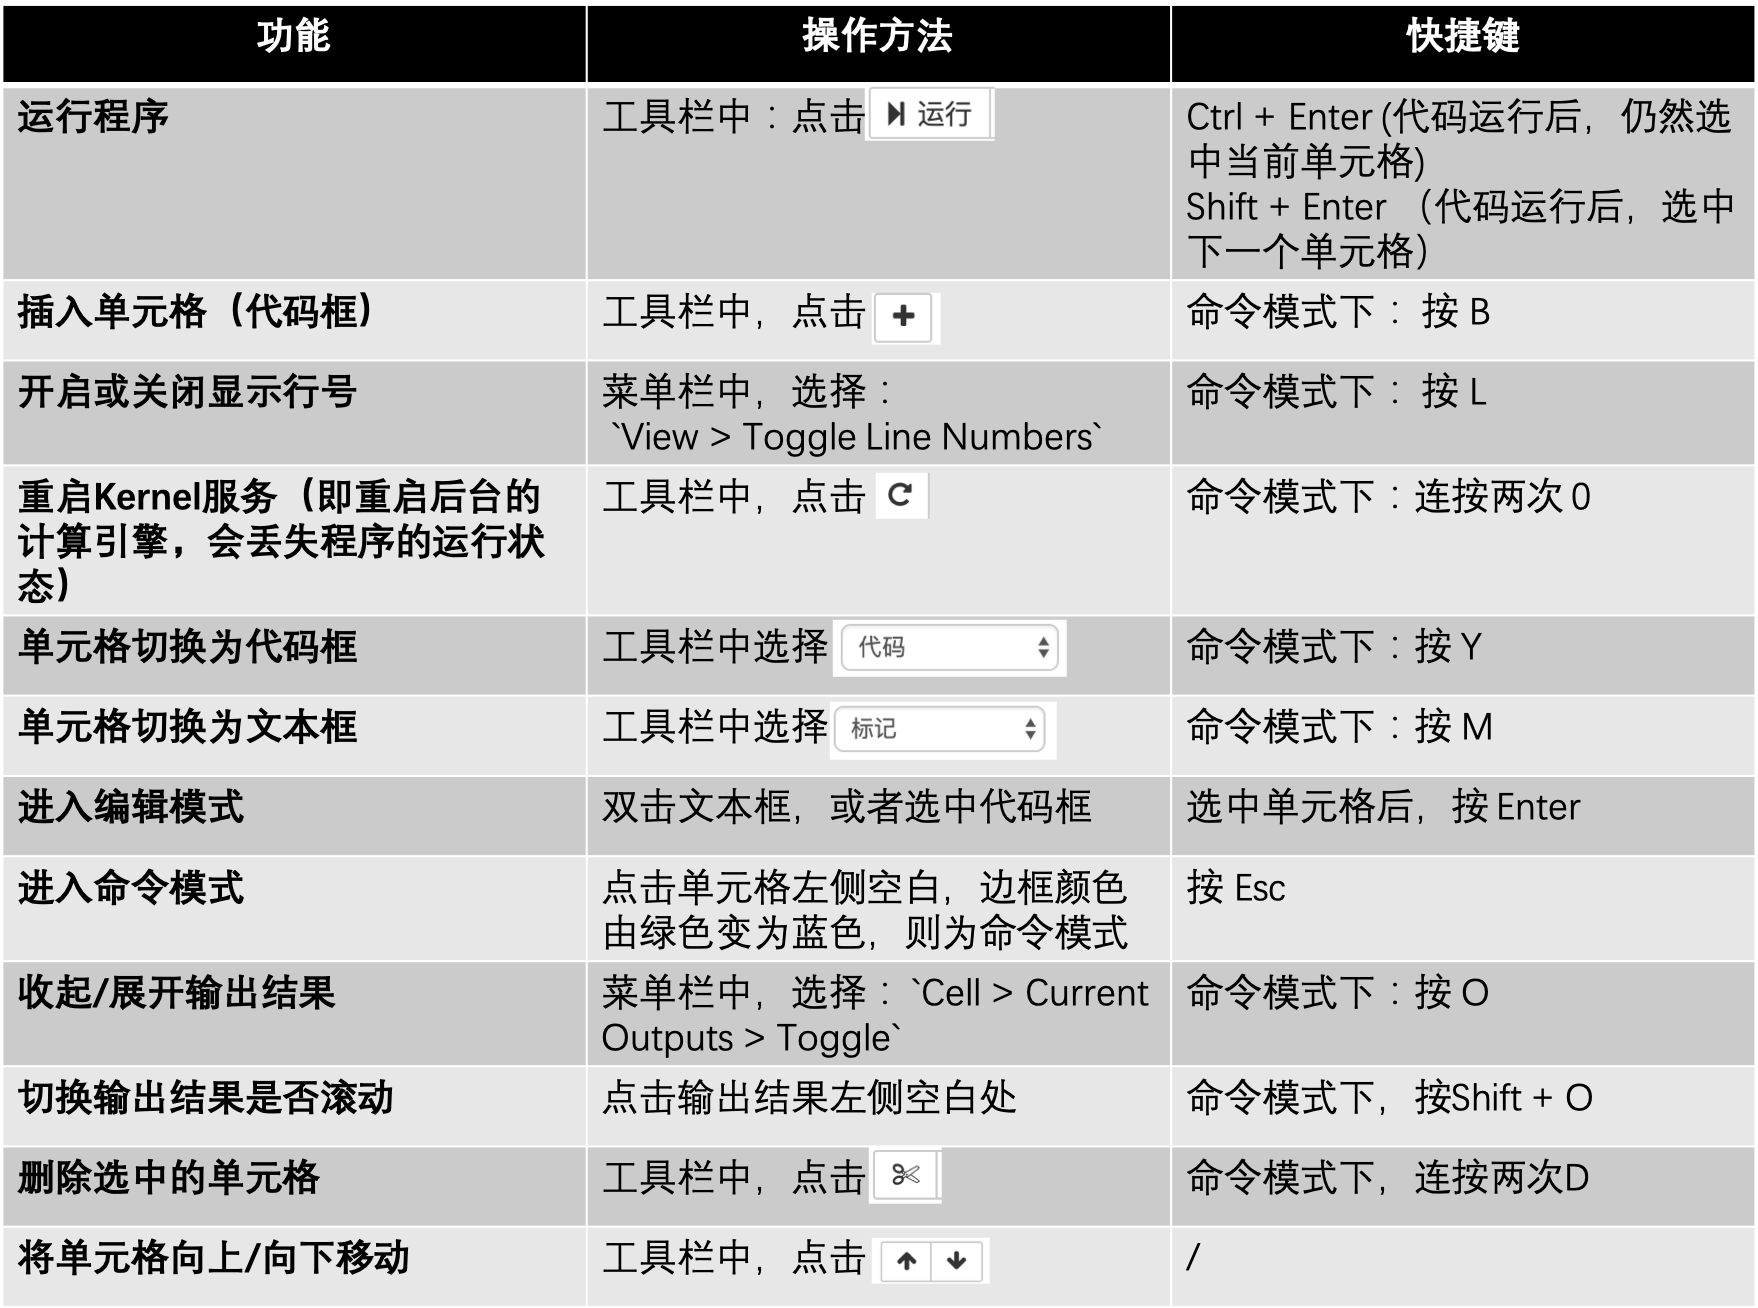 功能
操作方法
快捷键
运行程序
工具栏中：点击 运行
Ctrl + Enter (代码运行后，仍然选
中当前单元格)
Shift + Enter （代码运行后，选中
下一个单元格）
插入单元格（代码框）
工具栏中，点击
命令模式下： 按 B
开启或关闭显示行号
菜单栏中，选择：
`View > Toggle Line Numbers`
命令模式下： 按 L
重启Kernel服务（即重启后台的
计算引擎，会丢失程序的运行状
态）
工具栏中，点击
命令模式下：连按两次 0
单元格切换为代码框
工具栏中选择 代码
命令模式下：按 Y
单元格切换为文本框
工具栏中选择 标记
命令模式下：按 M
进入编辑模式
双击文本框，或者选中代码框
选中单元格后，按 Enter
进入命令模式
点击单元格左侧空白，边框颜色
由绿色变为蓝色，则为命令模式
按 Esc
收起/展开输出结果
菜单栏中，选择：`Cell > Current
Outputs > Toggle`
命令模式下：按 O
切换输出结果是否滚动
点击输出结果左侧空白处
命令模式下，按Shift + O
删除选中的单元格
工具栏中，点击
命令模式下，连按两次D
将单元格向上/向下移动
工具栏中，点击
/